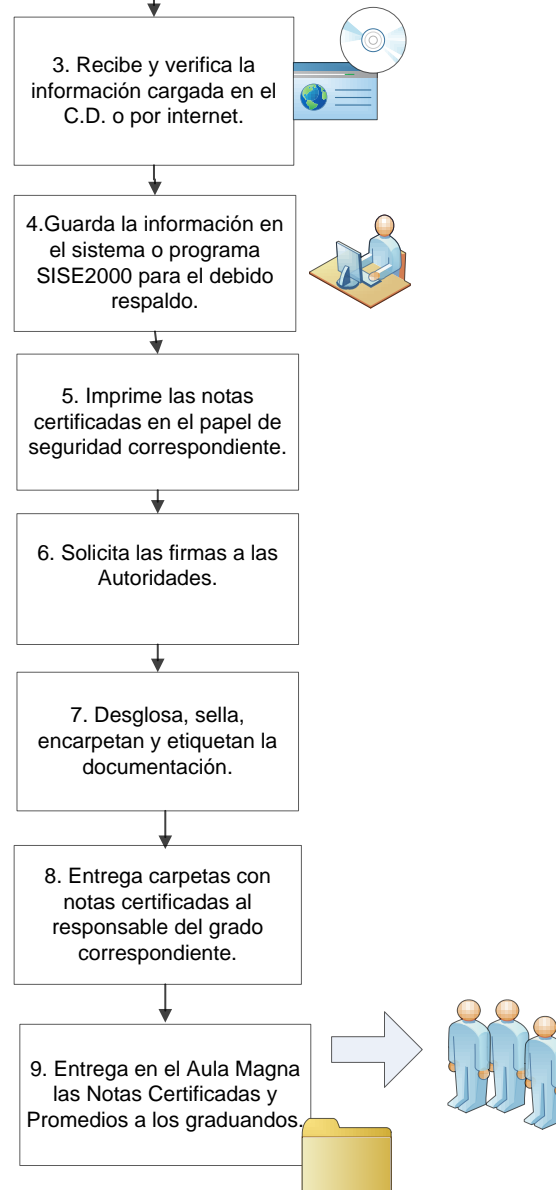 3. Recibe y verifica la
información cargada en el
C.D. o por internet.
4.Guarda la información en
el sistema o programa
SISE2000 para el debido
respaldo.
5. Imprime las notas
certificadas en el papel de
seguridad correspondiente.
6. Solicita las firmas a las
Autoridades.
7. Desglosa, sella,
encarpetan y etiquetan la
documentación.
8. Entrega carpetas con
notas certificadas al
responsable del grado
correspondiente.
9. Entrega en el Aula Magna
las Notas Certificadas y
Promedios a los graduandos.